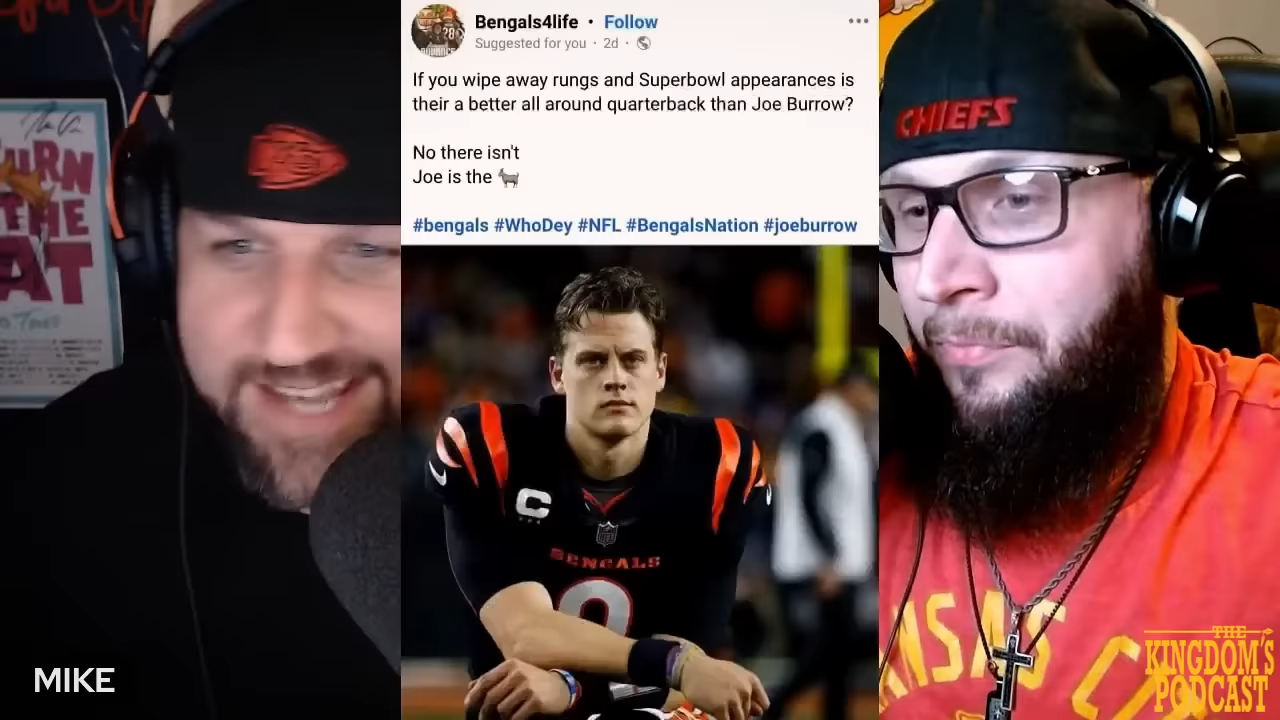 Bengals4life • Follow
Suggested for you · 2d ·
If you wipe away rungs and Superbowl appearances is
their a better all around quarterback than Joe Burrow?
No there isn't
Joe is the
#bengals #WhoDey #NFL #BengalsNation #joeburrow
CHIEFS
C
BENGALS
MIKE
THE
KINGDOM'S
PODCAST